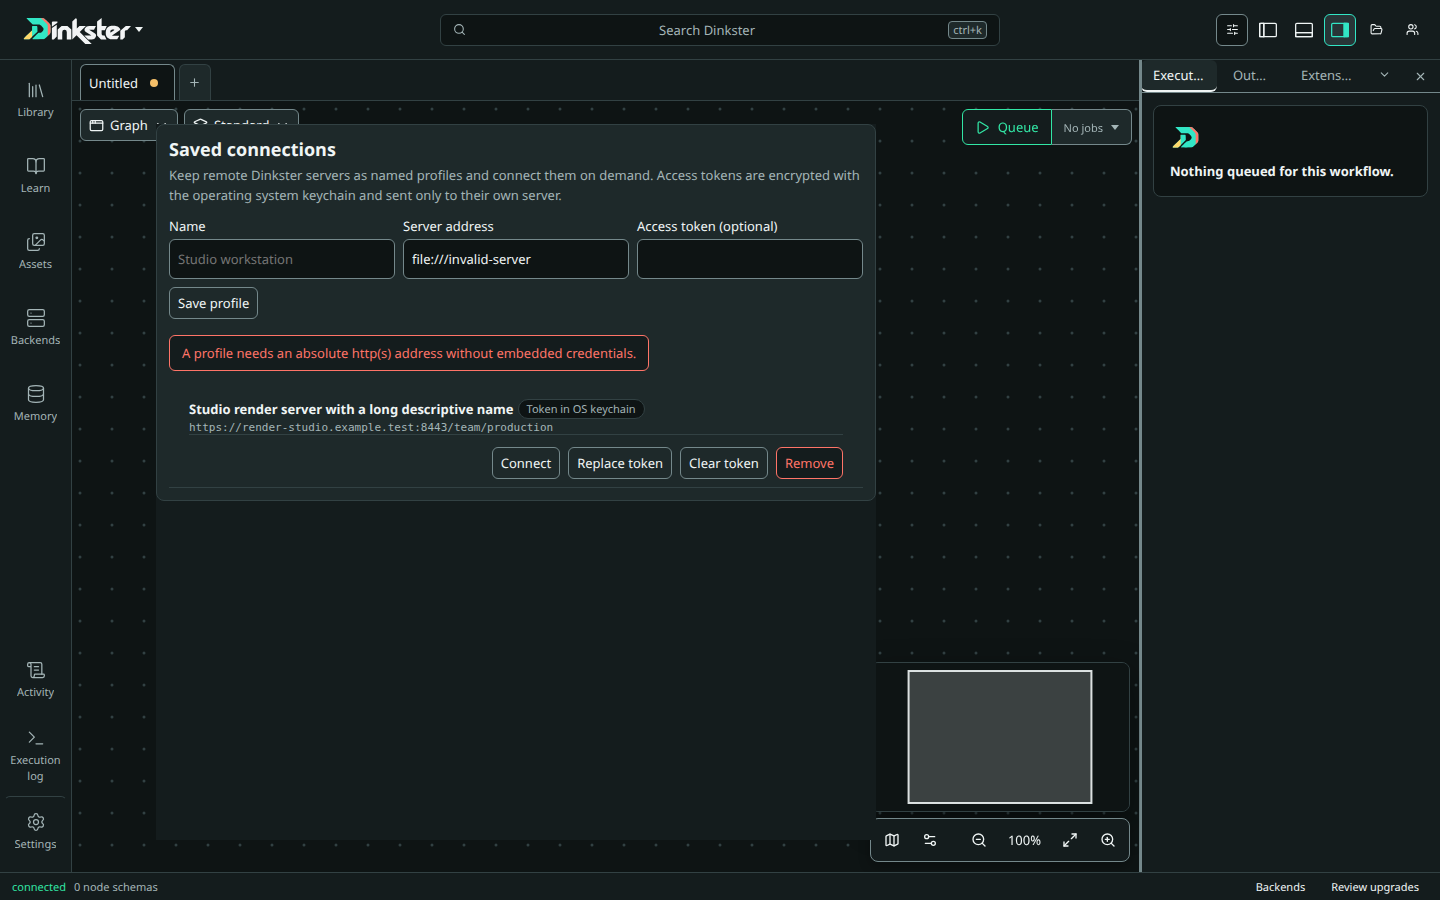 Dinkster
Search Dinkster
ctrl+k
Library
Learn
Assets
Backends
Memory
Activity
Execution
log
Settings
Untitled
Graph
Standard
Queue
No jobs
Saved connections
Keep remote Dinkster servers as named profiles and connect them on demand. Access tokens are encrypted with
the operating system keychain and sent only to their own server.
Name
Server address
Access token (optional)
Studio workstation
file:///invalid-server
Save profile
A profile needs an absolute http(s) address without embedded credentials.
Studio render server with a long descriptive name
Token in OS keychain
https://render-studio.example.test:8443/team/production
Connect
Replace token
Clear token
Remove
100%
Execut...
Out...
Extens...
Nothing queued for this workflow.
connected
0 node schemas
Backends
Review upgrades